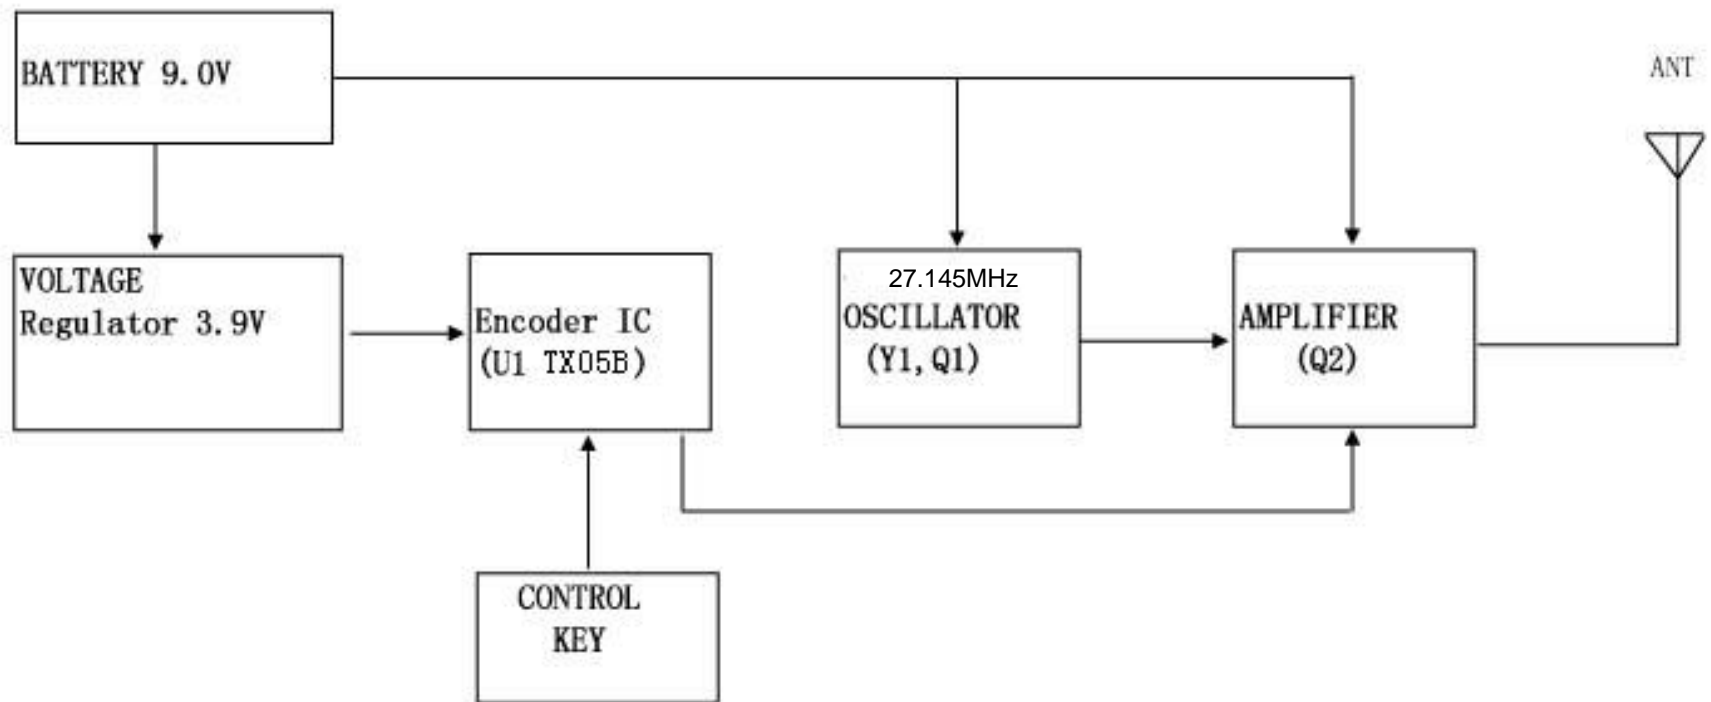 BATTERY 9.0V
ANT
VOLTAGE
Regulator 3.9V
Encoder IC
(U1 TX05B)
27.145MHz
OSCILLATOR
(Y1,Q1)
AMPLIFIER
(Q2)
CONTROL
KEY